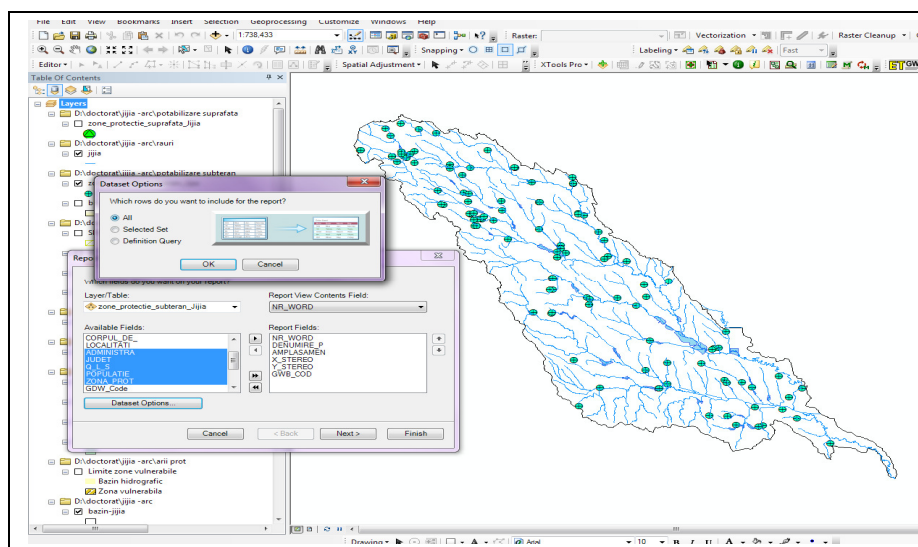 File Edit View Bookmarks Insert Selection Geoprocessing Customize Windows Help
1:738.433 Raster: Vectorization Raster Cleanup
Snapping Labeling Fast
Editor Spatial Adjustment XTools Pro ET GW
Table Of Contents
Layers
D:\doctorat\jijia -arc\potabilizare suprafata
zone_protectie_suprafata_Jijia
D:\doctorat\jijia -arc\rauri
jijia
D:\doctorat\jijia -arc\potabilizare subteran
Dataset Options
Which rows do you want to include for the report?
All
Selected Set
Definition Query
OK Cancel
Which fields do you want on your report?
Layer/Table: Report View Contents Field:
zone_protectie_subteran_Jijia NR_WORD
Available Fields: Report Fields:
CORPUL_DE_ NR_WORD
LOCALITATI DENUMIRE_P
ADMINISTRA AMPLASAMEN
JUDET X_STEREO
Q_L_S Y_STEREO
POPULATIE GWB_COD
ZONA_PROT
GDW_Code
Dataset Options...
Cancel < Back Next > Finish
D:\doctorat\jijia -arc\arii prot
Limite zone vulnerabile
Bazin hidrografic
Zona vulnerabila
D:\doctorat\jijia -arc
bazin-jijia
Drawing A Arial 10 B I U A